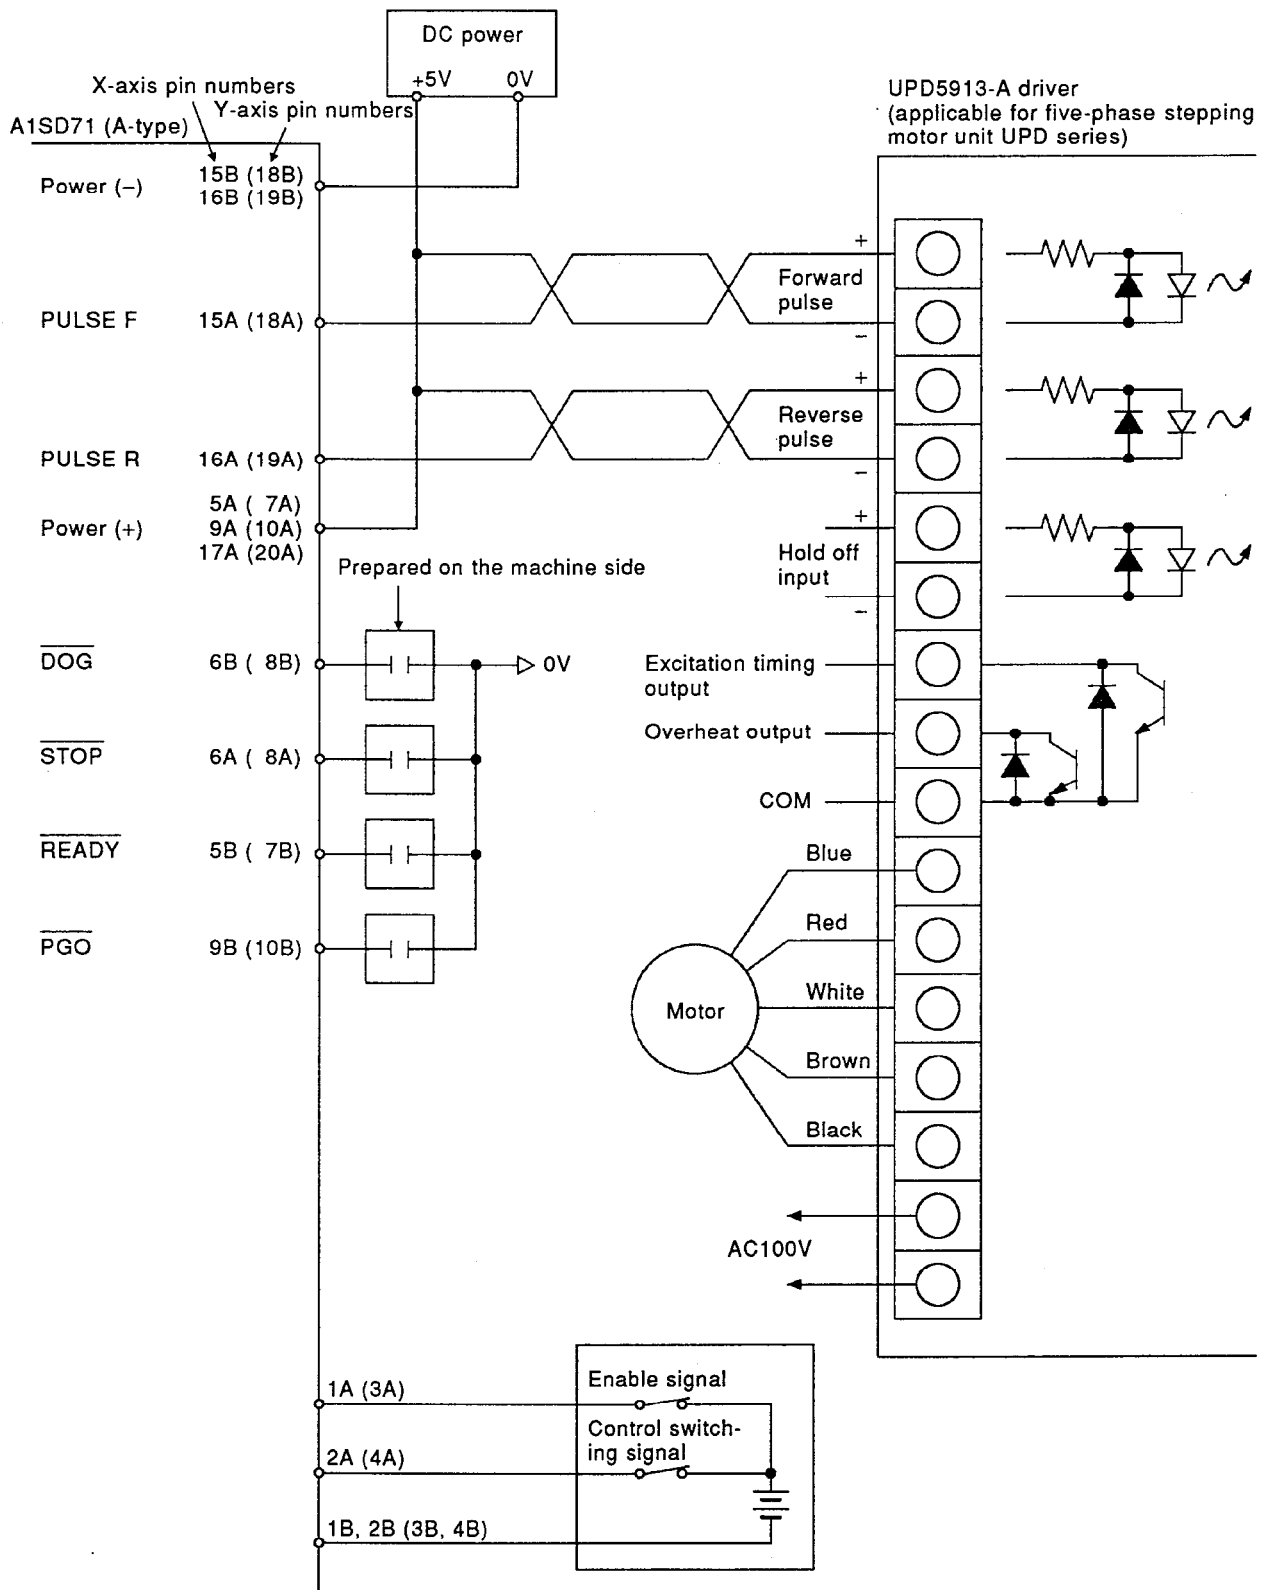 DC power
+5V 0V
X-axis pin numbers
Y-axis pin numbers
A1SD71 (A-type)
UPD5913-A driver
(applicable for five-phase stepping
motor unit UPD series)
Power (–) 15B (18B)
16B (19B)
+
Forward
pulse
PULSE F 15A (18A)
–
+
Reverse
pulse
PULSE R 16A (19A)
–
5A ( 7A)
Power (+) 9A (10A)
17A (20A)
+
Hold off
input
–
Prepared on the machine side
DOG 6B ( 8B) 0V
Excitation timing
output
Overheat output
STOP 6A ( 8A)
COM
READY 5B ( 7B)
Blue
Red
PGO 9B (10B)
White
Motor
Brown
Black
AC100V
Enable signal
1A (3A)
Control switch-
ing signal
2A (4A)
1B, 2B (3B, 4B)